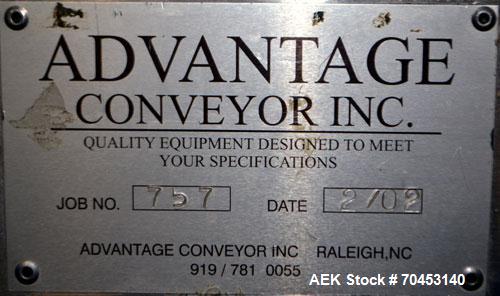 ADVANTAGE
CONVEYOR INC.
QUALITY EQUIPMENT DESIGNED TO MEET
YOUR SPECIFICATIONS
JOB NO. 757 DATE 2/02
ADVANTAGE CONVEYOR INC RALEIGH, NC
919 / 781 0055
AEK Stock # 70453140